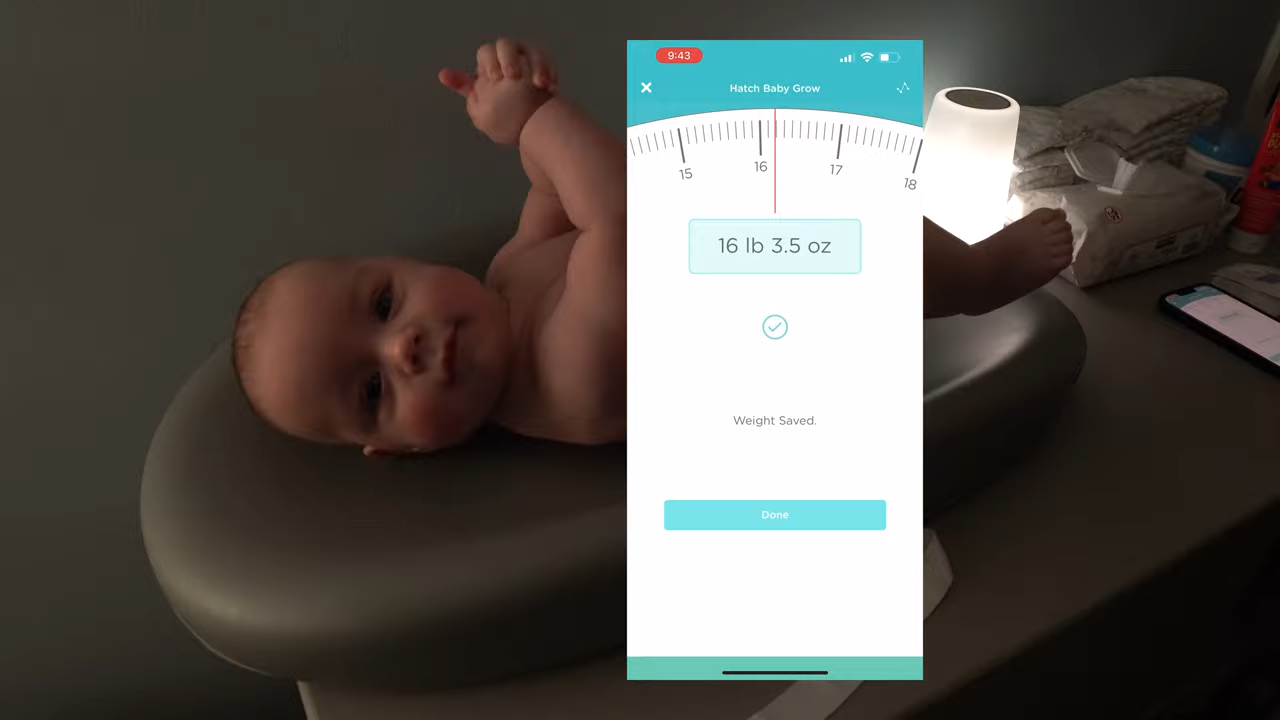 9:43
Hatch Baby Grow
15
16
17
18
16 lb 3.5 oz
Weight Saved.
Done